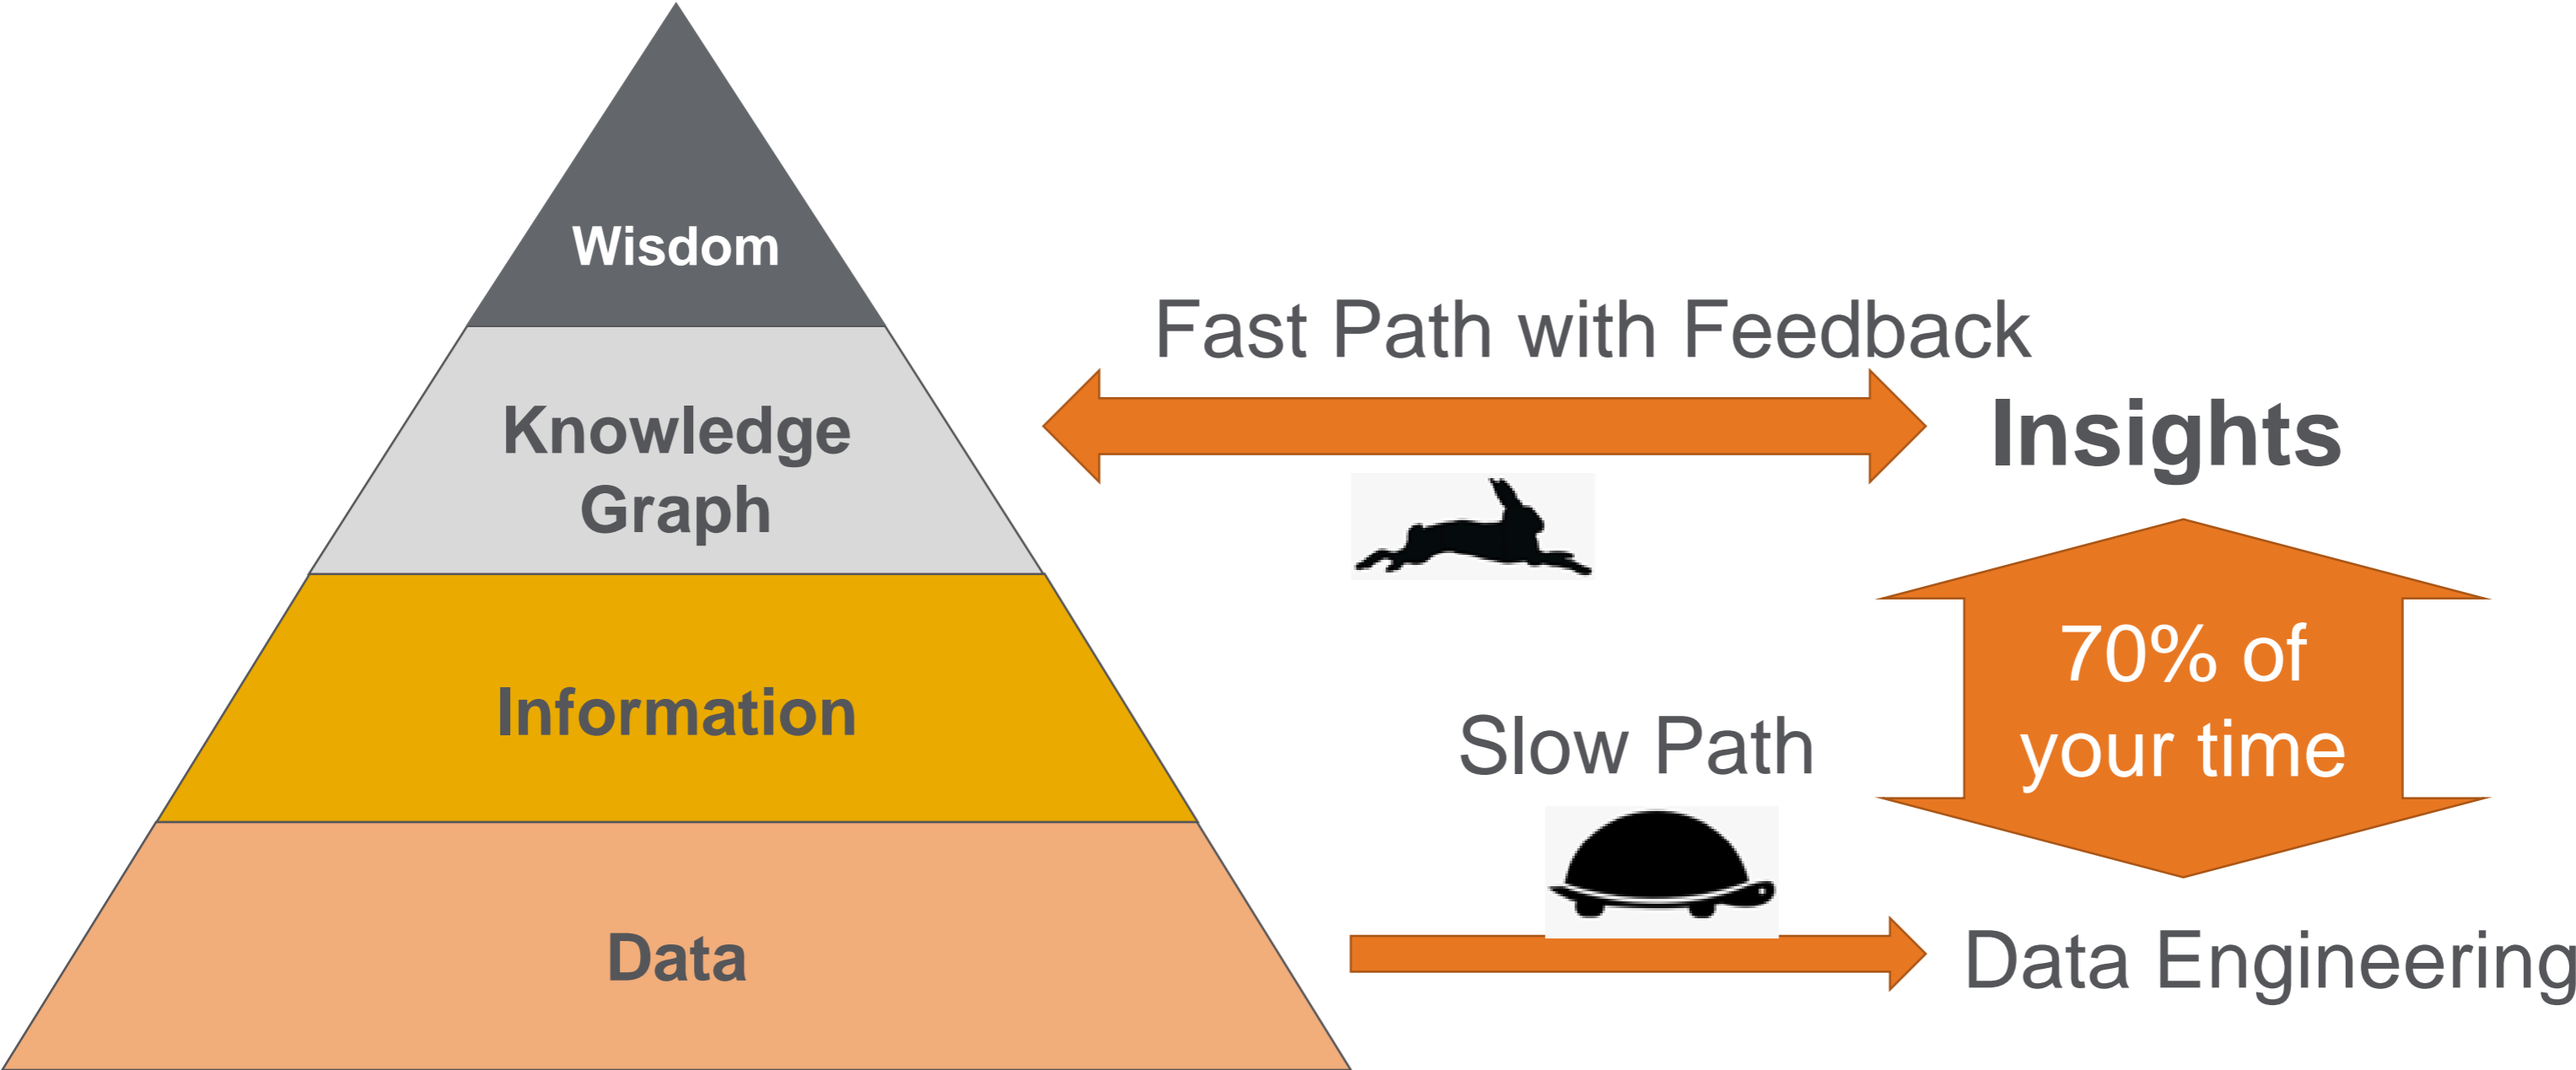 Wisdom
Knowledge
Graph
Information
Data
Fast Path with Feedback
Insights
70% of
your time
Slow Path
Data Engineering